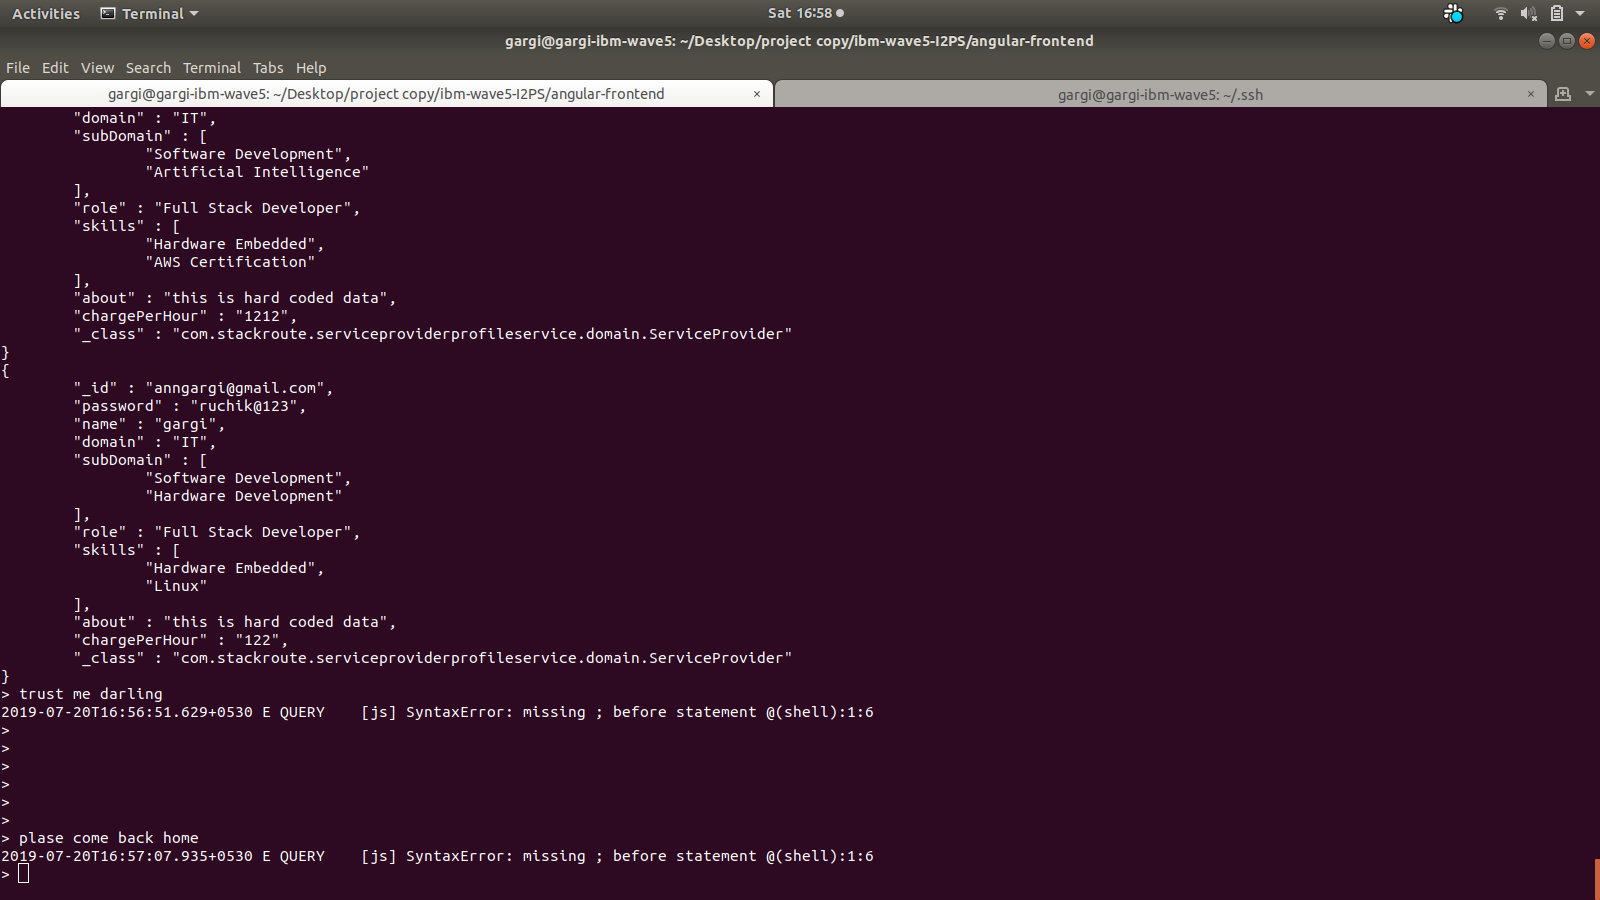 Activities Terminal Sat 16:58
gargi@gargi-ibm-wave5: ~/Desktop/project copy/ibm-wave5-I2PS/angular-frontend
File Edit View Search Terminal Tabs Help
gargi@gargi-ibm-wave5: ~/Desktop/project copy/ibm-wave5-I2PS/angular-frontend × gargi@gargi-ibm-wave5: ~/.ssh ×
"domain" : "IT",
"subDomain" : [
"Software Development",
"Artificial Intelligence"
],
"role" : "Full Stack Developer",
"skills" : [
"Hardware Embedded",
"AWS Certification"
],
"about" : "this is hard coded data",
"chargePerHour" : "1212",
"_class" : "com.stackroute.serviceproviderprofileservice.domain.ServiceProvider"
}
{
"_id" : "anngargi@gmail.com",
"password" : "ruchik@123",
"name" : "gargi",
"domain" : "IT",
"subDomain" : [
"Software Development",
"Hardware Development"
],
"role" : "Full Stack Developer",
"skills" : [
"Hardware Embedded",
"Linux"
],
"about" : "this is hard coded data",
"chargePerHour" : "122",
"_class" : "com.stackroute.serviceproviderprofileservice.domain.ServiceProvider"
}
> trust me darling
2019-07-20T16:56:51.629+0530 E QUERY    [js] SyntaxError: missing ; before statement @(shell):1:6
>
>
>
>
>
>
> plase come back home
2019-07-20T16:57:07.935+0530 E QUERY    [js] SyntaxError: missing ; before statement @(shell):1:6
>